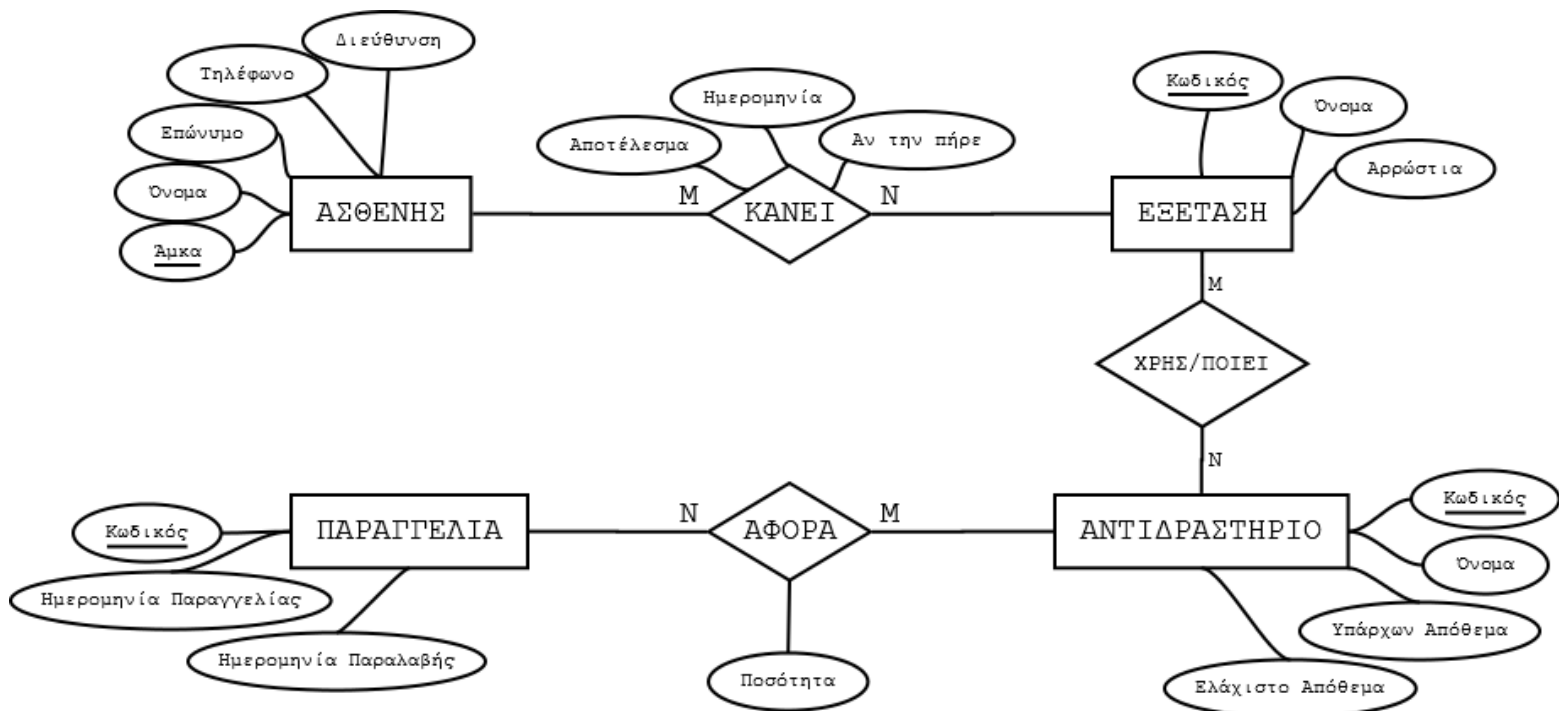 Διεύθυνση
Τηλέφωνο
Κωδικός
Ημερομηνία
Όνομα
Επώνυμο
Αποτέλεσμα
Αν την πήρε
Αρρώστια
Όνομα
Μ
Ν
ΑΣΘΕΝΗΣ
ΚΑΝΕΙ
ΕΞΕΤΑΣΗ
Άμκα
Μ
ΧΡΗΣ/ΠΟΙΕΙ
Ν
Κωδικός
Ν
Μ
Κωδικός
ΠΑΡΑΓΓΕΛΙΑ
ΑΦΟΡΑ
ΑΝΤΙΔΡΑΣΤΗΡΙΟ
Όνομα
Ημερομηνία Παραγγελίας
Υπάρχων Απόθεμα
Ημερομηνία Παραλαβής
Ποσότητα
Ελάχιστο Απόθεμα